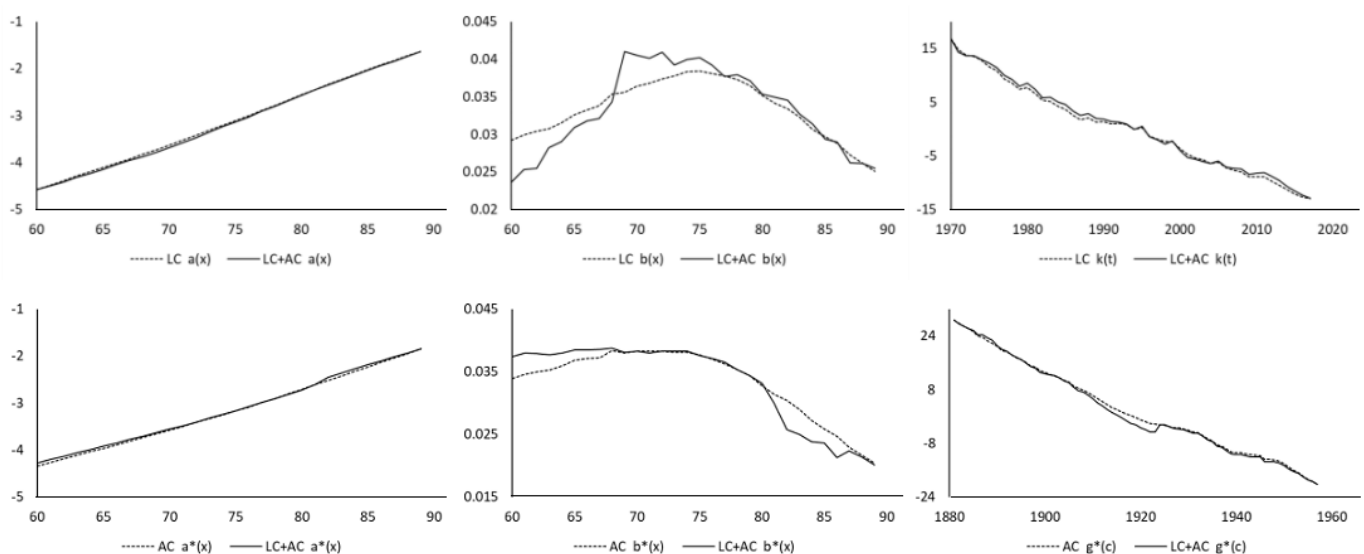 -1
-2
-3
-4
-5
60 65 70 75 80 85 90
LC a(x) LC+AC a(x)
0.045
0.04
0.035
0.03
0.025
0.02
60 65 70 75 80 85 90
LC b(x) LC+AC b(x)
15
5
-5
-15
1970 1980 1990 2000 2010 2020
LC k(t) LC+AC k(t)
-1
-2
-3
-4
-5
60 65 70 75 80 85 90
AC a*(x) LC+AC a*(x)
0.045
0.035
0.025
0.015
60 65 70 75 80 85 90
AC b*(x) LC+AC b*(x)
24
8
-8
-24
1880 1900 1920 1940 1960
AC g*(c) LC+AC g*(c)